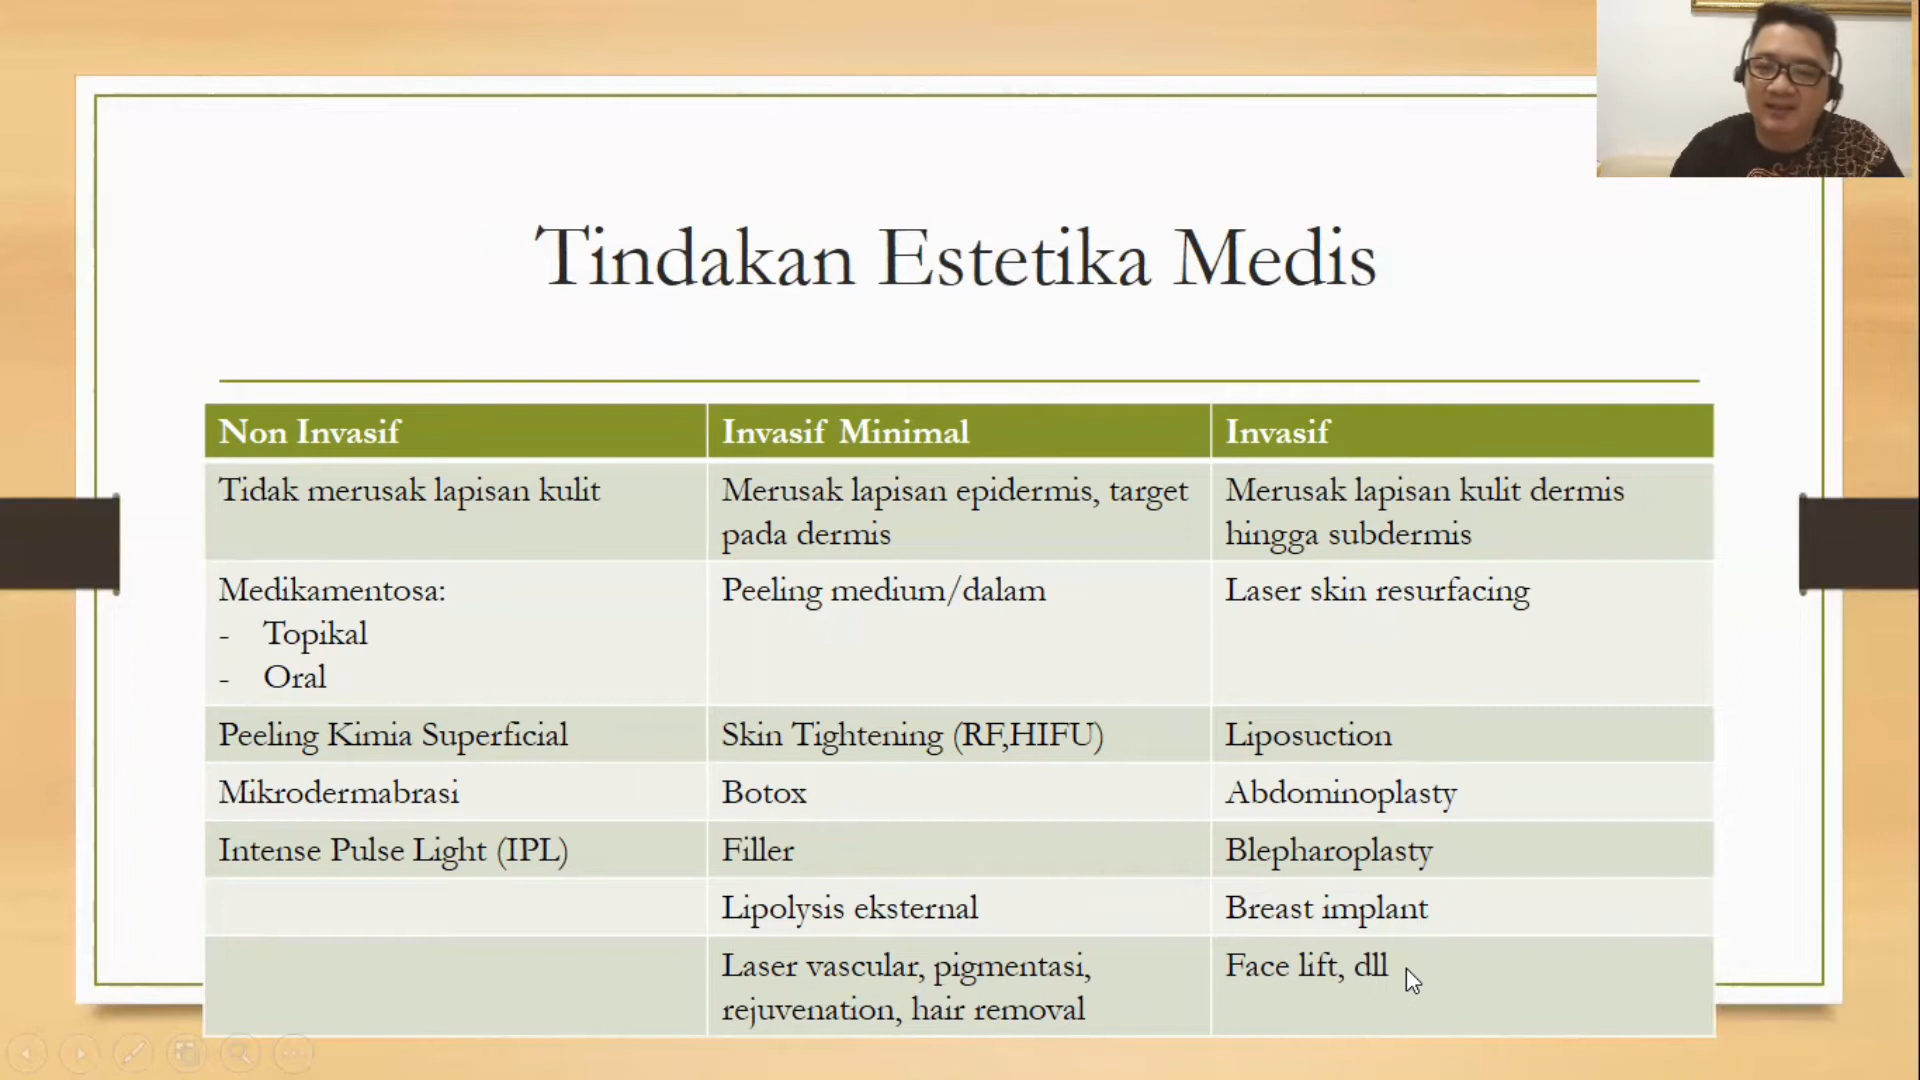 Tindakan Estetika Medis
Non Invasif
Invasif Minimal
Invasif
Tidak merusak lapisan kulit
Merusak lapisan epidermis, target
pada dermis
Merusak lapisan kulit dermis
hingga subdermis
Medikamentosa:
- Topikal
- Oral
Peeling medium/dalam
Laser skin resurfacing
Peeling Kimia Superficial
Skin Tightening (RF,HIFU)
Liposuction
Mikrodermabrasi
Botox
Abdominoplasty
Intense Pulse Light (IPL)
Filler
Blepharoplasty
Lipolysis eksternal
Breast implant
Laser vascular, pigmentasi,
rejuvenation, hair removal
Face lift, dll